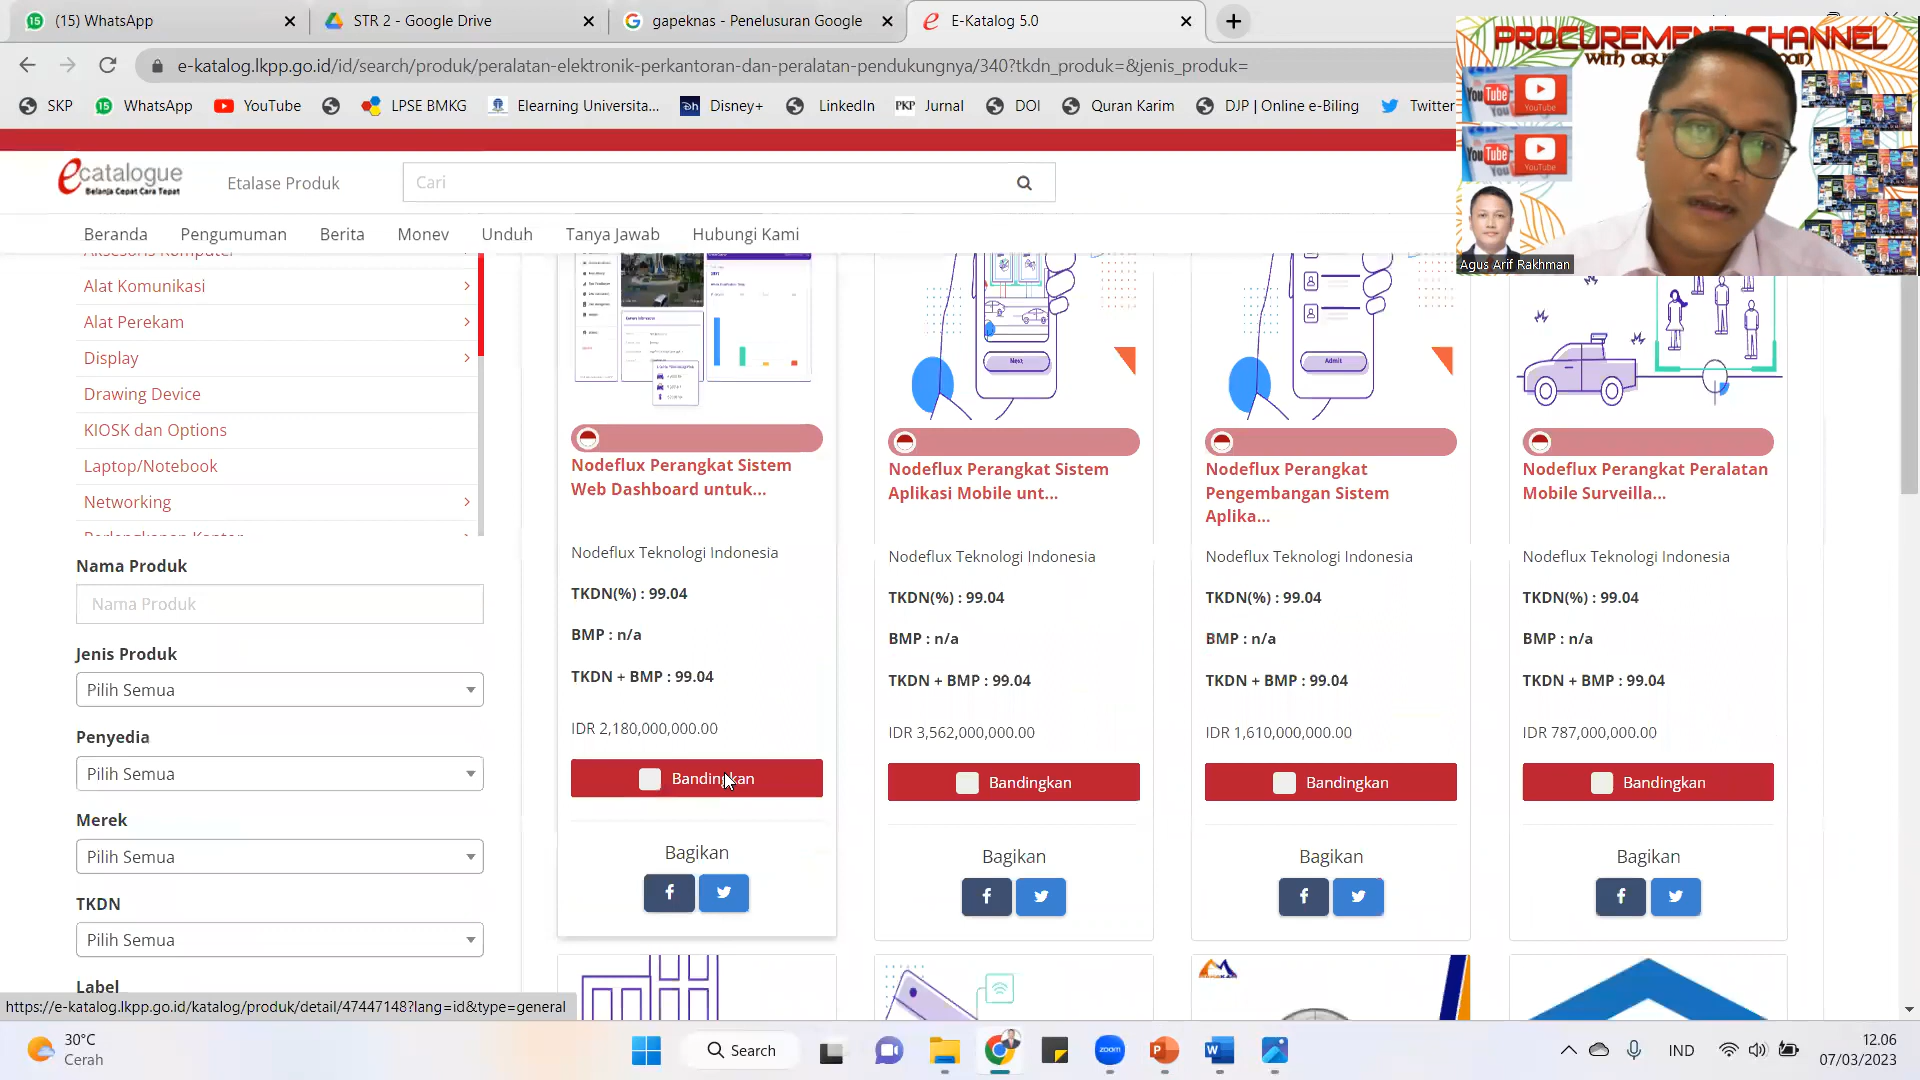 (15) WhatsApp
STR 2 - Google Drive
gapeknas - Penelusuran Google
E-Katalog 5.0
e-katalog.lkpp.go.id/id/search/produk/peralatan-elektronik-perkantoran-dan-peralatan-pendukungnya/340?tkdn_produk=&jenis_produk=
SKP
WhatsApp
YouTube
LPSE BMKG
Elearning Universita...
Disney+
LinkedIn
PKP Jurnal
DOI
Quran Karim
DJP | Online e-Biling
Twitter
PROCUREMENT CHANNEL
YouTube
YouTube
Agus Arif Rakhman
ecatalogue
Belanja Cepat Cara Tepat
Etalase Produk
Cari
Beranda
Pengumuman
Berita
Monev
Unduh
Tanya Jawab
Hubungi Kami
Aksesoris Komputer
Alat Komunikasi
Alat Perekam
Display
Drawing Device
KIOSK dan Options
Laptop/Notebook
Networking
Perlengkapan Kantor
Nama Produk
Nama Produk
Jenis Produk
Pilih Semua
Penyedia
Pilih Semua
Merek
Pilih Semua
TKDN
Pilih Semua
Label
Nodeflux Perangkat Sistem
Web Dashboard untuk...
Nodeflux Teknologi Indonesia
TKDN(%) : 99.04
BMP : n/a
TKDN + BMP : 99.04
IDR 2,180,000,000.00
Bandingkan
Bagikan
Next
Nodeflux Perangkat Sistem
Aplikasi Mobile unt...
Nodeflux Teknologi Indonesia
TKDN(%) : 99.04
BMP : n/a
TKDN + BMP : 99.04
IDR 3,562,000,000.00
Bandingkan
Bagikan
Admit
Nodeflux Perangkat
Pengembangan Sistem
Aplika...
Nodeflux Teknologi Indonesia
TKDN(%) : 99.04
BMP : n/a
TKDN + BMP : 99.04
IDR 1,610,000,000.00
Bandingkan
Bagikan
Nodeflux Perangkat Peralatan
Mobile Surveilla...
Nodeflux Teknologi Indonesia
TKDN(%) : 99.04
BMP : n/a
TKDN + BMP : 99.04
IDR 787,000,000.00
Bandingkan
Bagikan
https://e-katalog.lkpp.go.id/katalog/produk/detail/47447148?lang=id&type=general
30°C
Cerah
Search
zoom
IND
12.06
07/03/2023